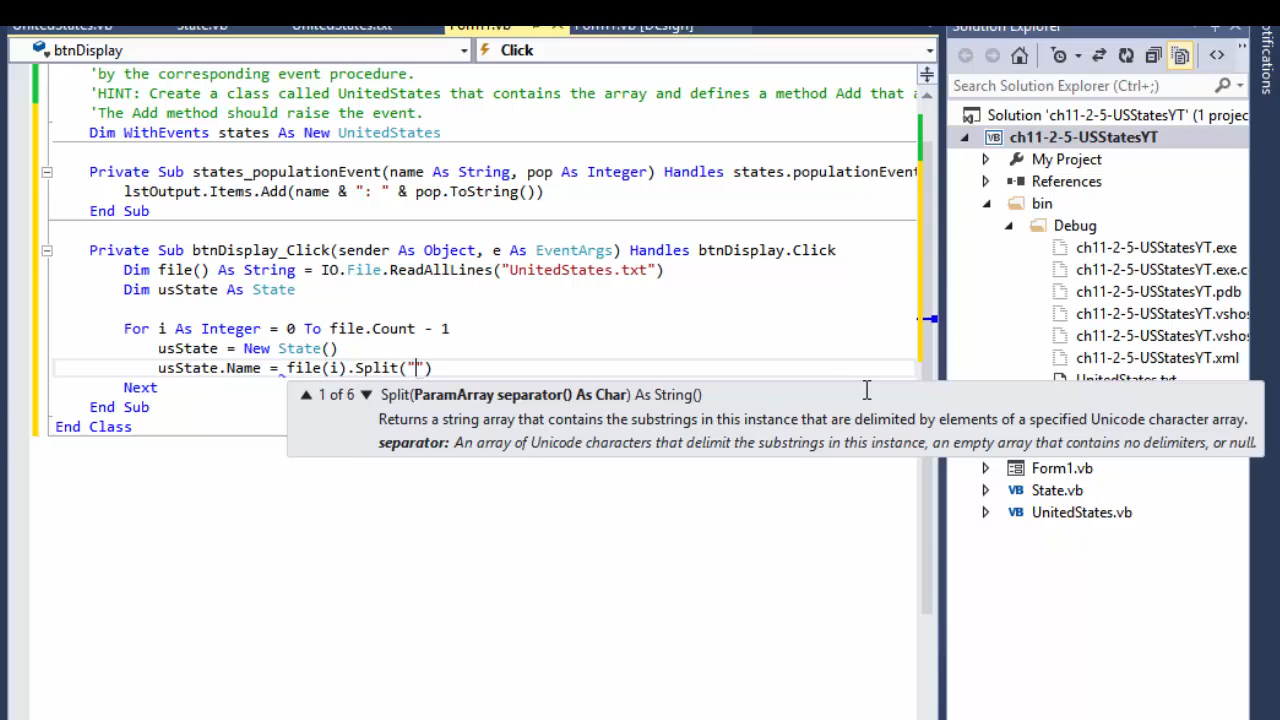 UnitedStates.vb State.vb UnitedStates.txt Form1.vb Form1.vb [Design] Solution Explorer
btnDisplay Click
Notifications
'by the corresponding event procedure.
'HINT: Create a class called UnitedStates that contains the array and defines a method Add that a
'The Add method should raise the event.
Dim WithEvents states As New UnitedStates
Private Sub states_populationEvent(name As String, pop As Integer) Handles states.populationEvent
lstOutput.Items.Add(name & ": " & pop.ToString())
End Sub
Private Sub btnDisplay_Click(sender As Object, e As EventArgs) Handles btnDisplay.Click
Dim file() As String = IO.File.ReadAllLines("UnitedStates.txt")
Dim usState As State
For i As Integer = 0 To file.Count - 1
usState = New State()
usState.Name = file(i).Split("")
Next
End Sub
End Class
1 of 6 Split(ParamArray separator() As Char) As String()
Returns a string array that contains the substrings in this instance that are delimited by elements of a specified Unicode character array.
separator: An array of Unicode characters that delimit the substrings in this instance, an empty array that contains no delimiters, or null.
Search Solution Explorer (Ctrl+;)
Solution 'ch11-2-5-USStatesYT' (1 projec
VB ch11-2-5-USStatesYT
My Project
References
bin
Debug
ch11-2-5-USStatesYT.exe
ch11-2-5-USStatesYT.exe.c
ch11-2-5-USStatesYT.pdb
ch11-2-5-USStatesYT.vsho
ch11-2-5-USStatesYT.vsho
ch11-2-5-USStatesYT.xml
UnitedStates.txt
Form1.vb
VB State.vb
VB UnitedStates.vb